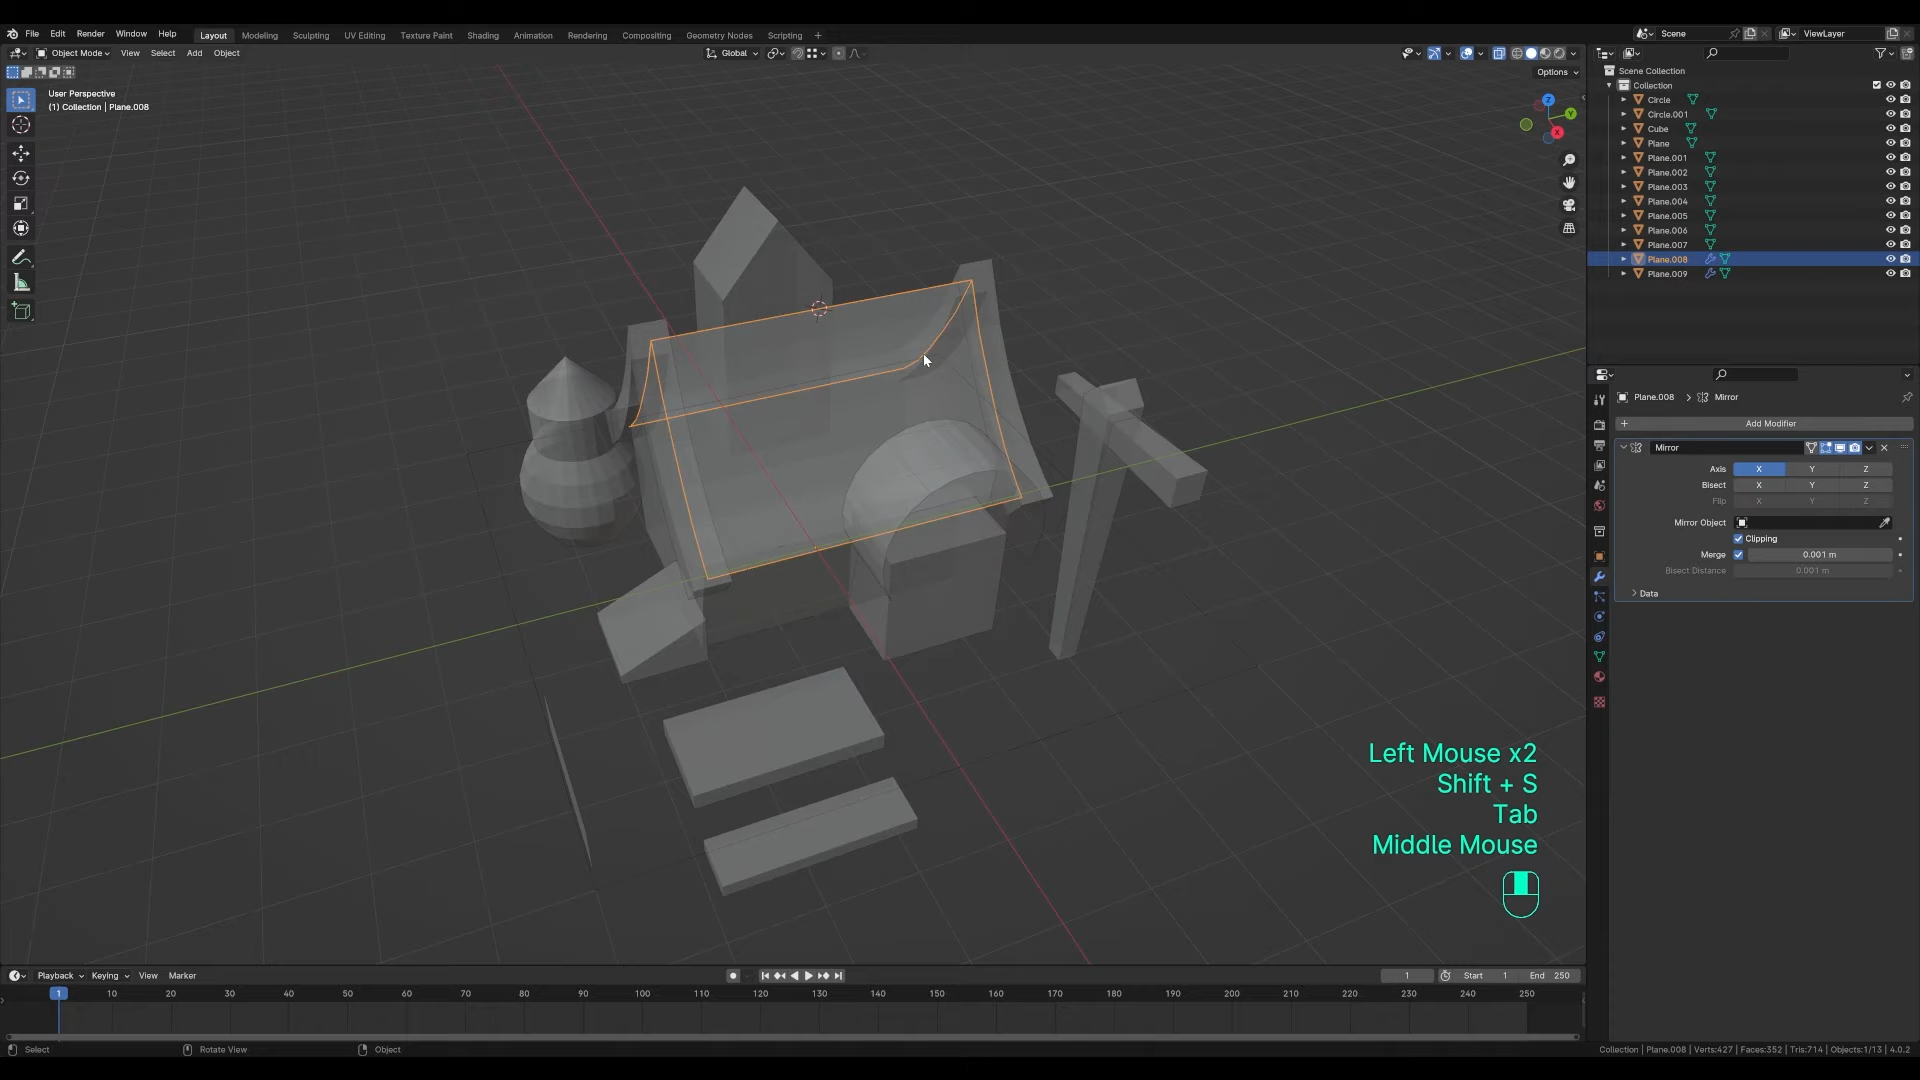 File Edit Render Window Help Layout Modeling Sculpting UV Editing Texture Paint Shading Animation Rendering Compositing Geometry Nodes Scripting + Scene ViewLayer
Object Mode View Select Add Object Global
Options
User Perspective
(1) Collection | Plane.008
Z
Y
X
Scene Collection
Collection
Circle
Circle.001
Cube
Plane
Plane.001
Plane.002
Plane.003
Plane.004
Plane.005
Plane.006
Plane.007
Plane.008
Plane.009
Plane.008 > Mirror
+ Add Modifier
Mirror
Axis X Y Z
Bisect X Y Z
Flip X Y Z
Mirror Object
Clipping
Merge 0.001 m
Bisect Distance 0.001 m
> Data
Left Mouse x2
Shift + S
Tab
Middle Mouse
Playback Keying View Marker 1 Start 1 End 250
1 10 20 30 40 50 60 70 80 90 100 110 120 130 140 150 160 170 180 190 200 210 220 230 240 250
Select Rotate View Object Collection | Plane.008 | Verts:427 | Faces:352 | Tris:714 | Objects:1/13 | 4.0.2